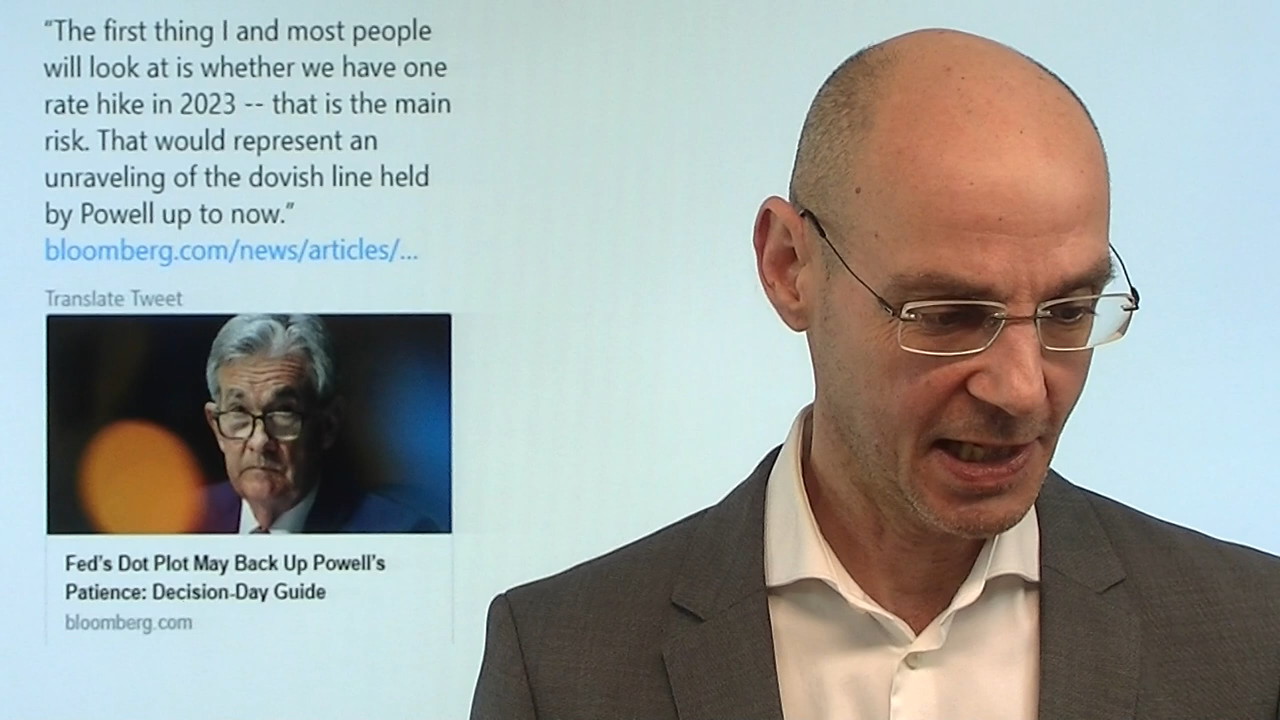 “The first thing I and most people
will look at is whether we have one
rate hike in 2023 -- that is the main
risk. That would represent an
unraveling of the dovish line held
by Powell up to now.”
bloomberg.com/news/articles/...
Translate Tweet
Fed’s Dot Plot May Back Up Powell’s
Patience: Decision-Day Guide
bloomberg.com